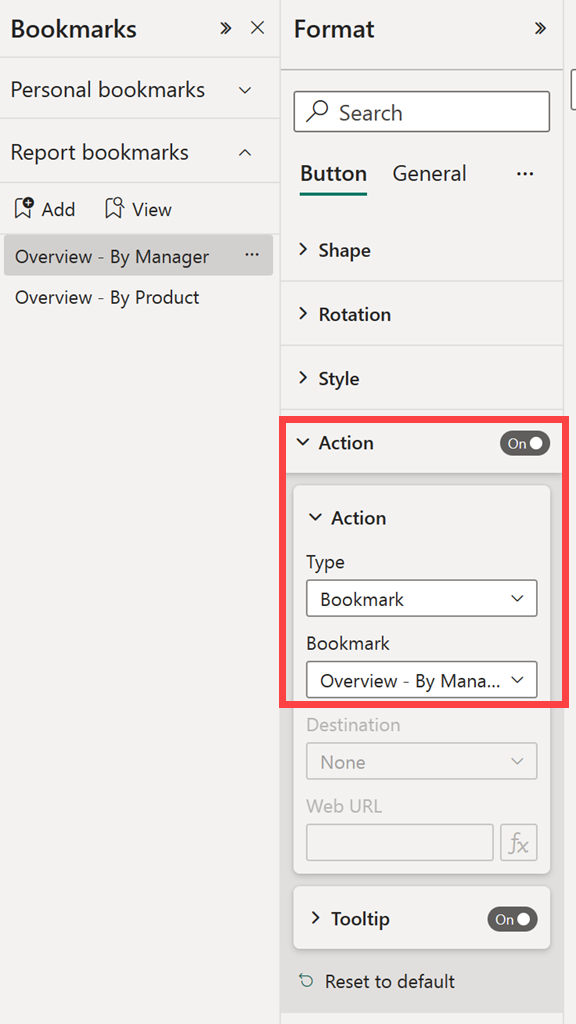 Bookmarks
Personal bookmarks
Report bookmarks
Add View
Overview - By Manager ...
Overview - By Product
Format
Search
Button General ...
Shape
Rotation
Style
Action On
Action
Type
Bookmark
Bookmark
Overview - By Mana...
Destination
None
Web URL
fx
Tooltip On
Reset to default